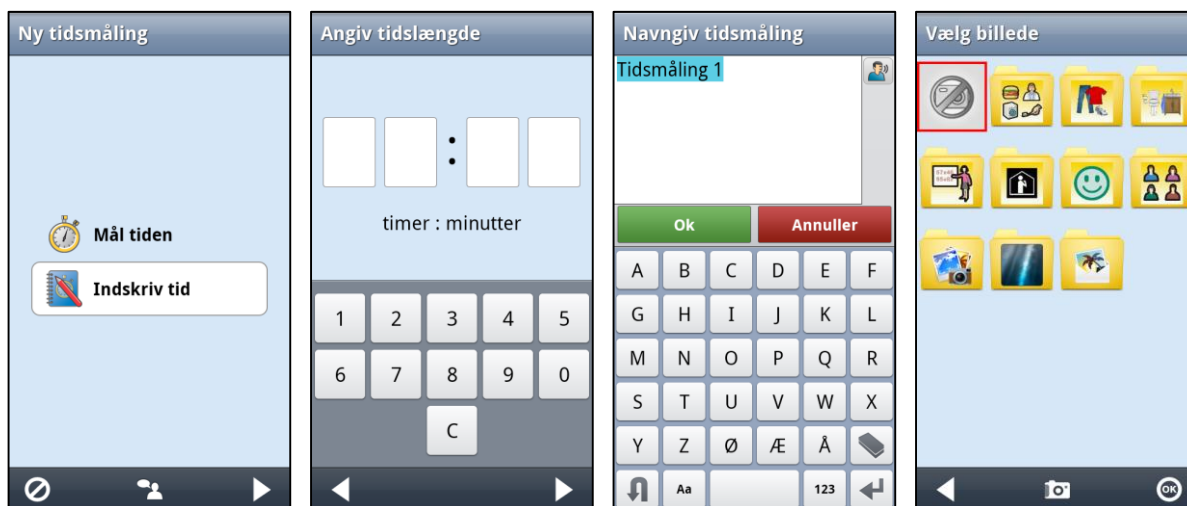 Ny tidsmåling
Mål tiden
Indskriv tid
Angiv tidslængde
:
timer : minutter
1 2 3 4 5
6 7 8 9 0
C
Navngiv tidsmåling
Tidsmåling 1
Ok Annuller
A B C D E F
G H I J K L
M N O P Q R
S T U V W X
Y Z Ø Æ Å
Aa 123
Vælg billede
OK